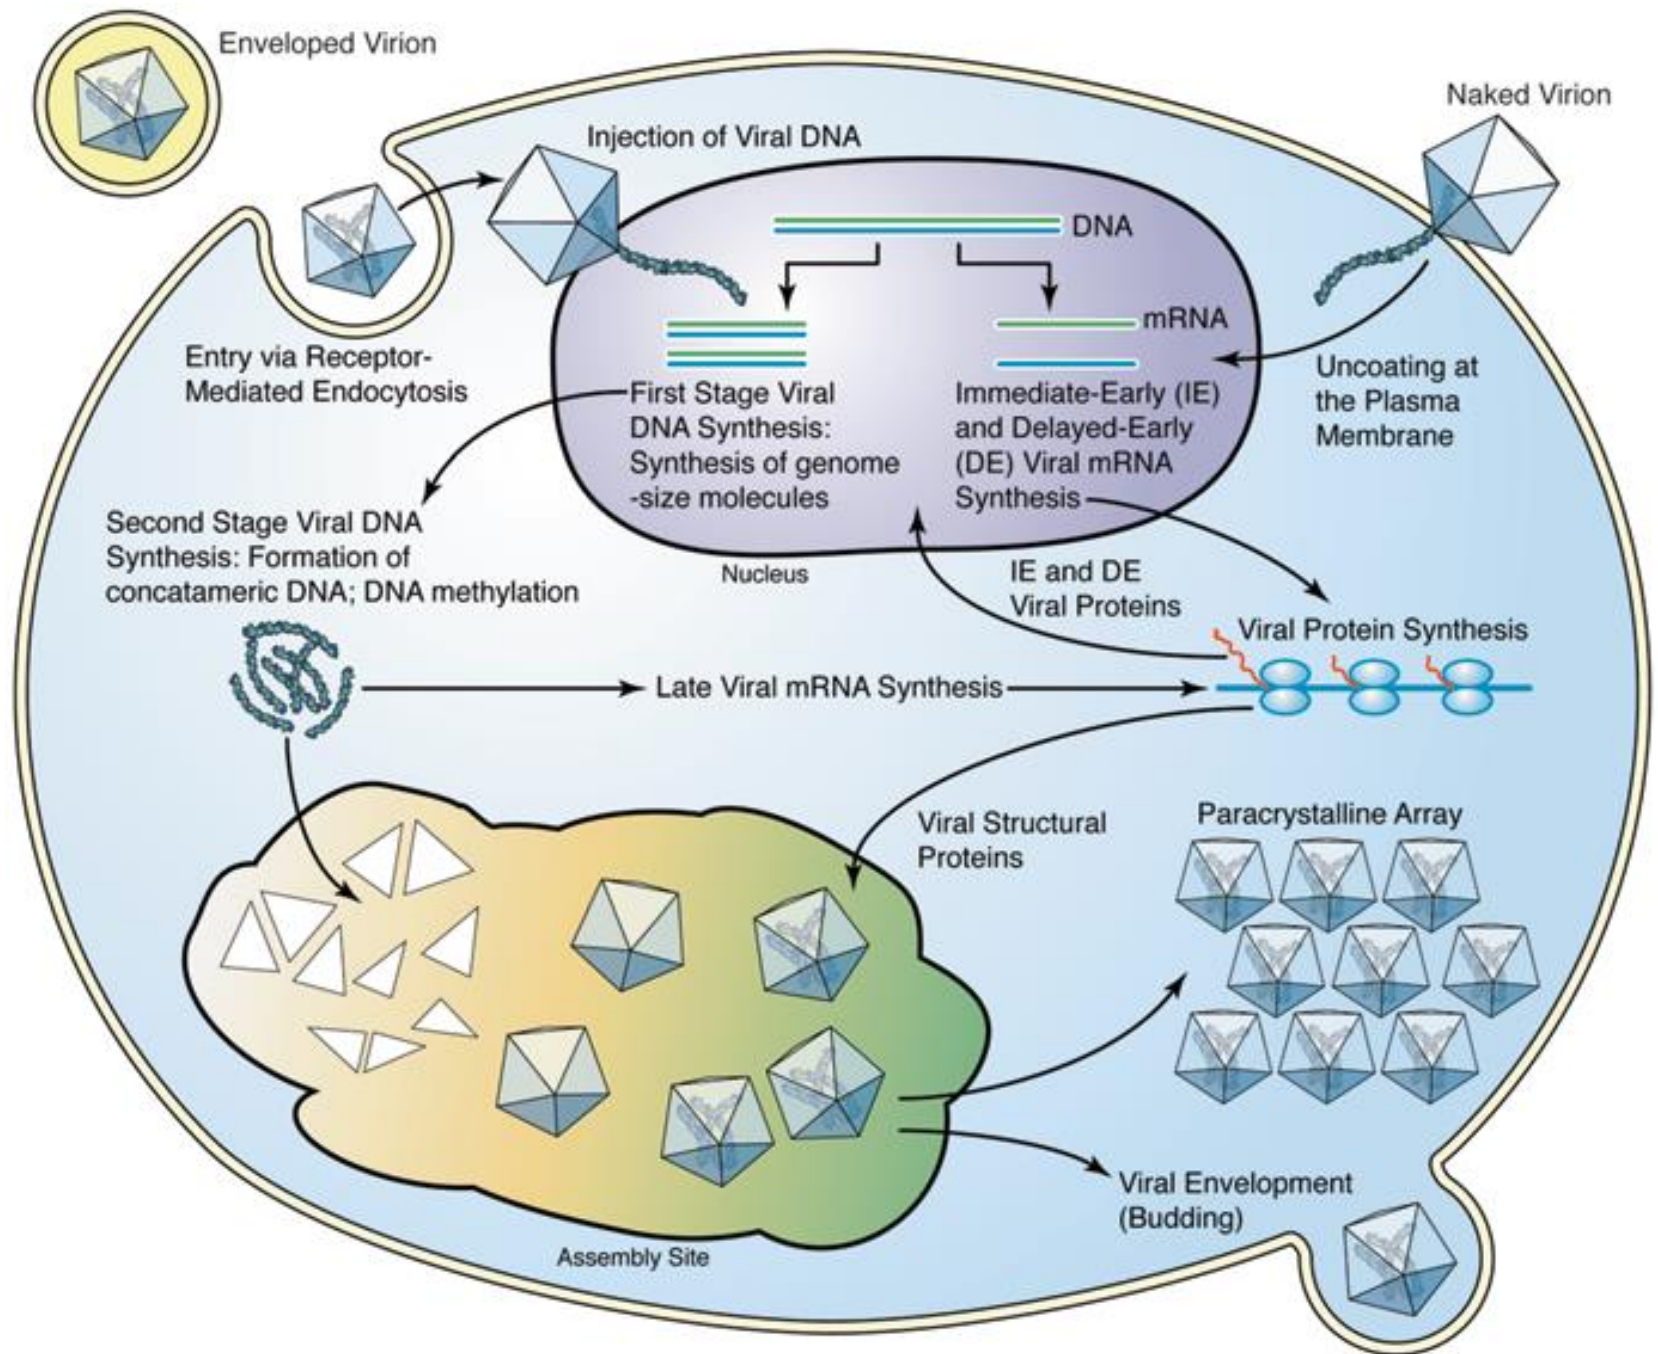 Enveloped Virion
Naked Virion
Injection of Viral DNA
DNA
mRNA
Entry via Receptor-
Mediated Endocytosis
First Stage Viral
DNA Synthesis:
Synthesis of genome
-size molecules
Immediate-Early (IE)
and Delayed-Early
(DE) Viral mRNA
Synthesis
Uncoating at
the Plasma
Membrane
Second Stage Viral DNA
Synthesis: Formation of
concatameric DNA; DNA methylation
Nucleus
IE and DE
Viral Proteins
Viral Protein Synthesis
Late Viral mRNA Synthesis
Viral Structural
Proteins
Paracrystalline Array
Viral Envelopment
(Budding)
Assembly Site